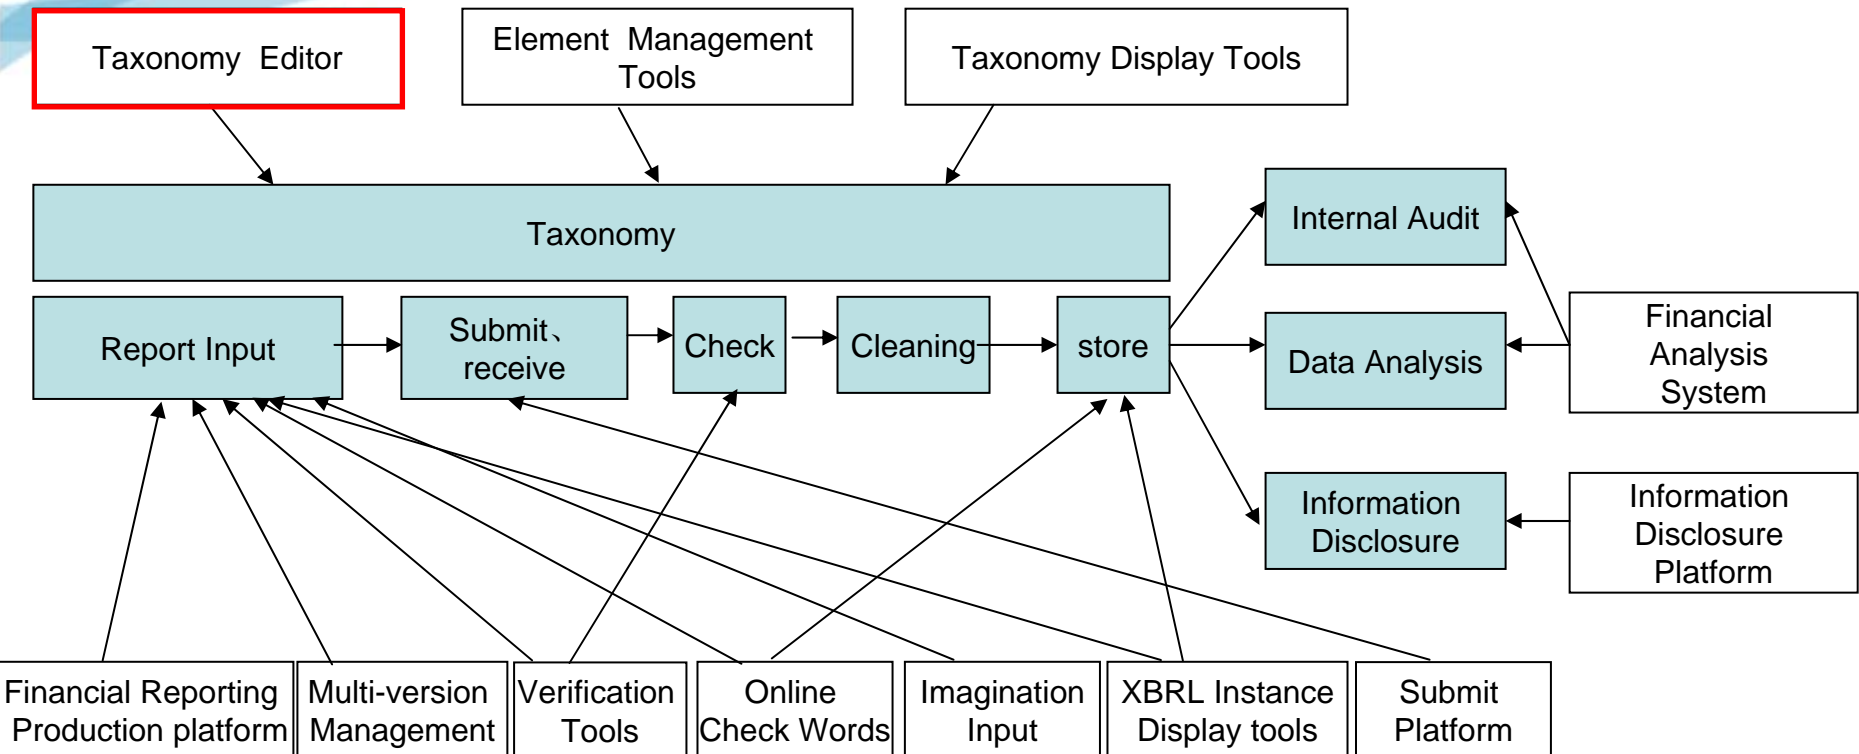 Taxonomy Editor
Element Management
Tools
Taxonomy Display Tools
Taxonomy
Internal Audit
Report Input
Submit、
receive
Check
Cleaning
store
Data Analysis
Financial
Analysis
System
Information
Disclosure
Information
Disclosure
Platform
Financial Reporting
Production platform
Multi-version
Management
Verification
Tools
Online
Check Words
Imagination
Input
XBRL Instance
Display tools
Submit
Platform